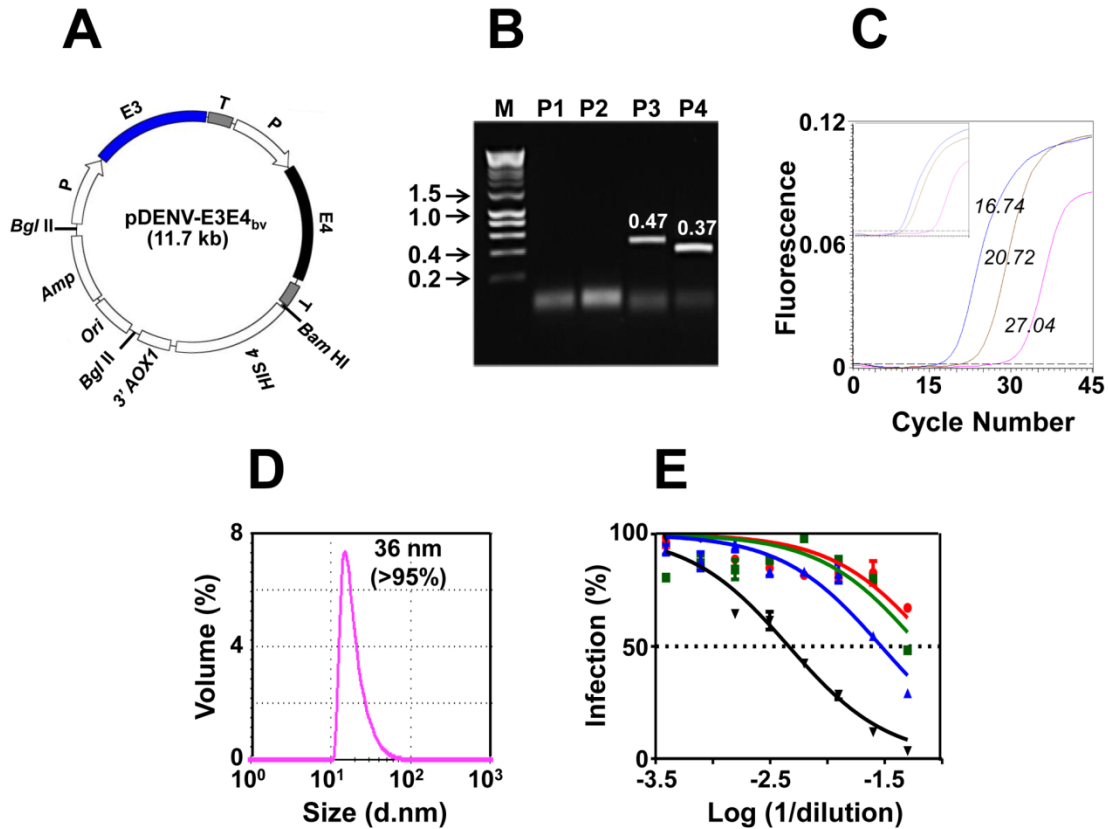 A
E3
T
P
E4
T
Bam HI
HIS 4
3' AOX1
Bgl II
Ori
Amp
Bgl II
P
pDENV-E3E4bv
(11.7 kb)
B
M P1 P2 P3 P4
1.5
1.0
0.4
0.2
0.47
0.37
C
Fluorescence
0.12
0.06
0
16.74
20.72
27.04
0 15 30 45
Cycle Number
D
Volume (%)
8
4
0
36 nm
(>95%)
10⁰ 10¹ 10² 10³
Size (d.nm)
E
Infection (%)
100
50
0
-3.5 -2.5 -1.5
Log (1/dilution)